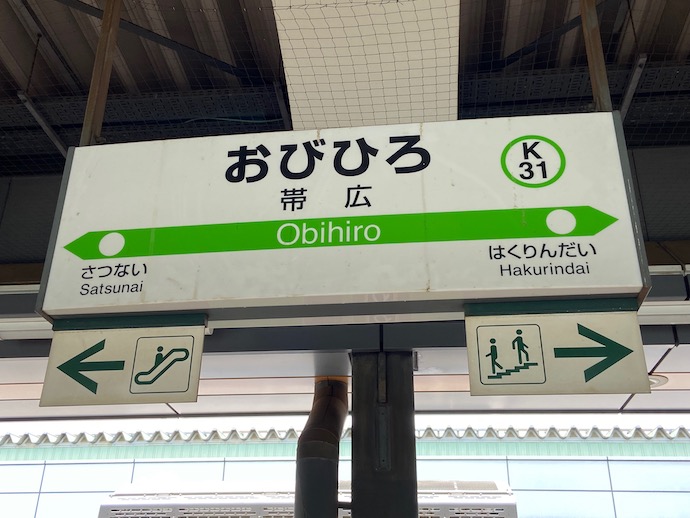 おびひろ
K
31
帯広
Obihiro
さつない
Satsunai
はくりんだい
Hakurindai